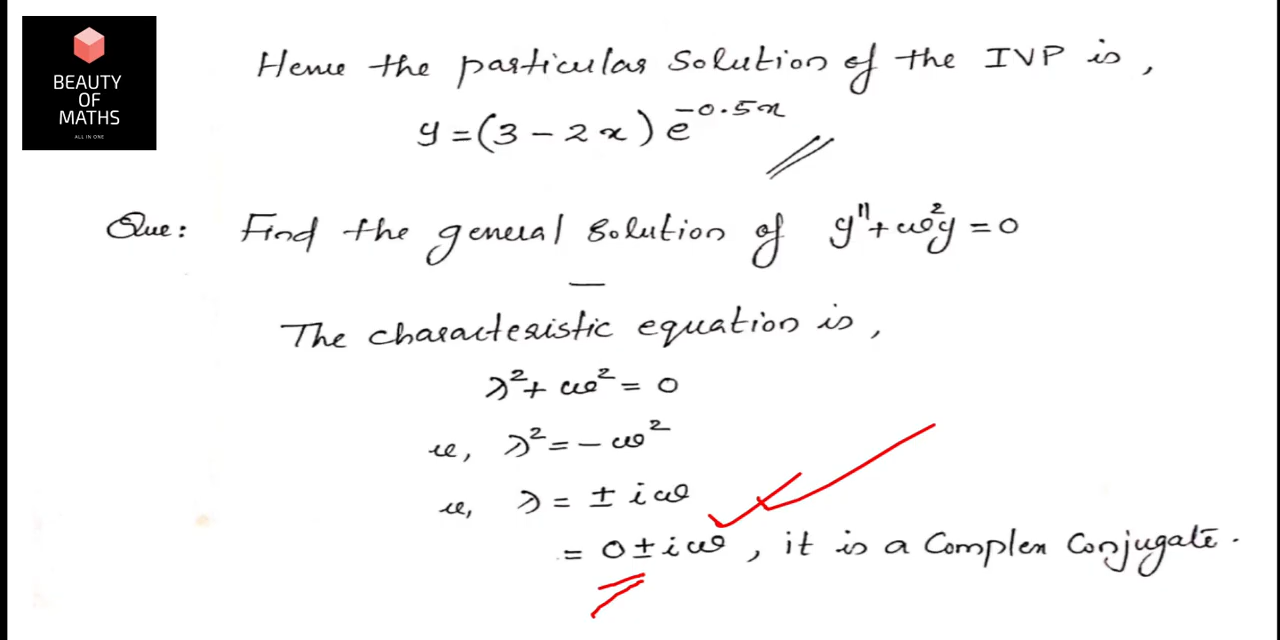 BEAUTY
OF
MATHS
ALL IN ONE
Hence the particular solution of the IVP is,
y = (3 - 2x) e^-0.5x
Que: Find the general solution of y'' + ω²y = 0
The characteristic equation is,
λ² + ω² = 0
ie, λ² = - ω²
ie, λ = ± iω
= 0 ± iω, it is a Complex Conjugate.